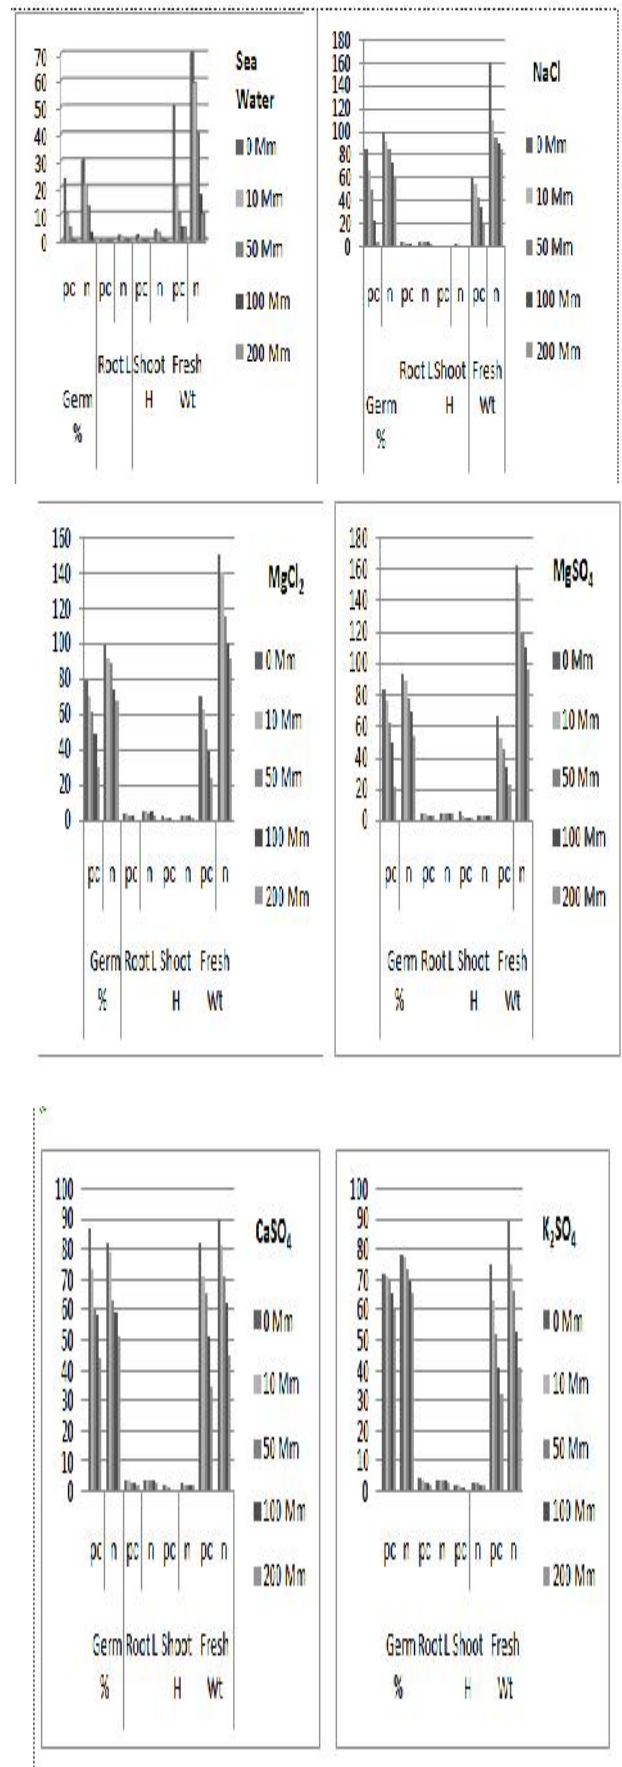 Sea
Water
70
60
50
40
30
20
10
0
0 Mm
10 Mm
50 Mm
100 Mm
200 Mm
pc n pc n pc n pc n
Root L Shoot Fresh
Germ H Wt
%
NaCl
180
160
140
120
100
80
60
40
20
0
0 Mm
10 Mm
50 Mm
100 Mm
200 Mm
pc n pc n pc n pc n
Root L Shoot Fresh
Germ H Wt
%
MgCl₂
160
140
120
100
80
60
40
20
0
0 Mm
10 Mm
50 Mm
100 Mm
200 Mm
pc n pc n pc n pc n
Germ Root L Shoot Fresh
% H Wt
MgSO₄
180
160
140
120
100
80
60
40
20
0
0 Mm
10 Mm
50 Mm
100 Mm
200 Mm
pc n pc n pc n pc n
Germ Root L Shoot Fresh
% H Wt
CaSO₄
100
90
80
70
60
50
40
30
20
10
0
0 Mm
10 Mm
50 Mm
100 Mm
200 Mm
pc n pc n pc n pc n
Germ Root L Shoot Fresh
% H Wt
K₂SO₄
100
90
80
70
60
50
40
30
20
10
0
0 Mm
10 Mm
50 Mm
100 Mm
200 Mm
pc n pc n pc n pc n
Germ Root L Shoot Fresh
% H Wt